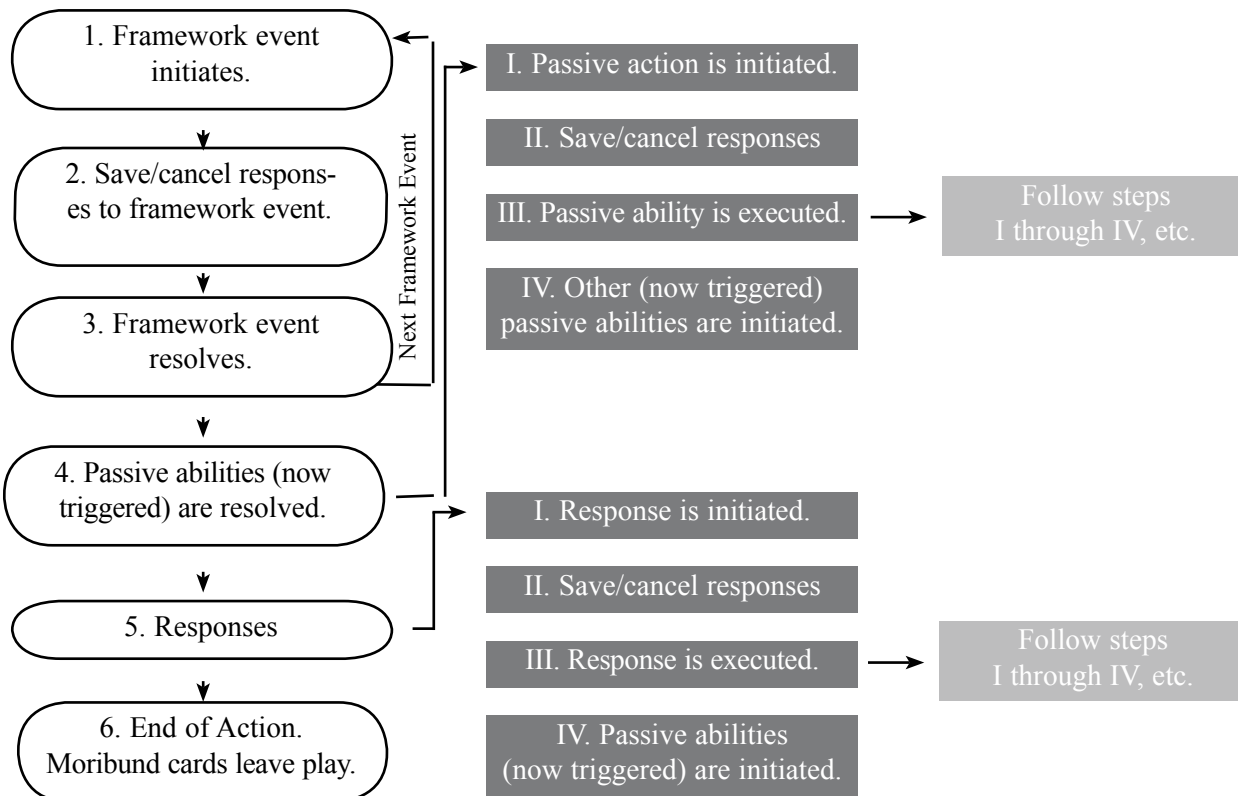 1. Framework event
initiates.
2. Save/cancel respons-
es to framework event.
3. Framework event
resolves.
Next Framework Event
4. Passive abilities (now
triggered) are resolved.
5. Responses
6. End of Action.
Moribund cards leave play.
I. Passive action is initiated.
II. Save/cancel responses
III. Passive ability is executed.
IV. Other (now triggered)
passive abilities are initiated.
Follow steps
I through IV, etc.
I. Response is initiated.
II. Save/cancel responses
III. Response is executed.
IV. Passive abilities
(now triggered) are initiated.
Follow steps
I through IV, etc.